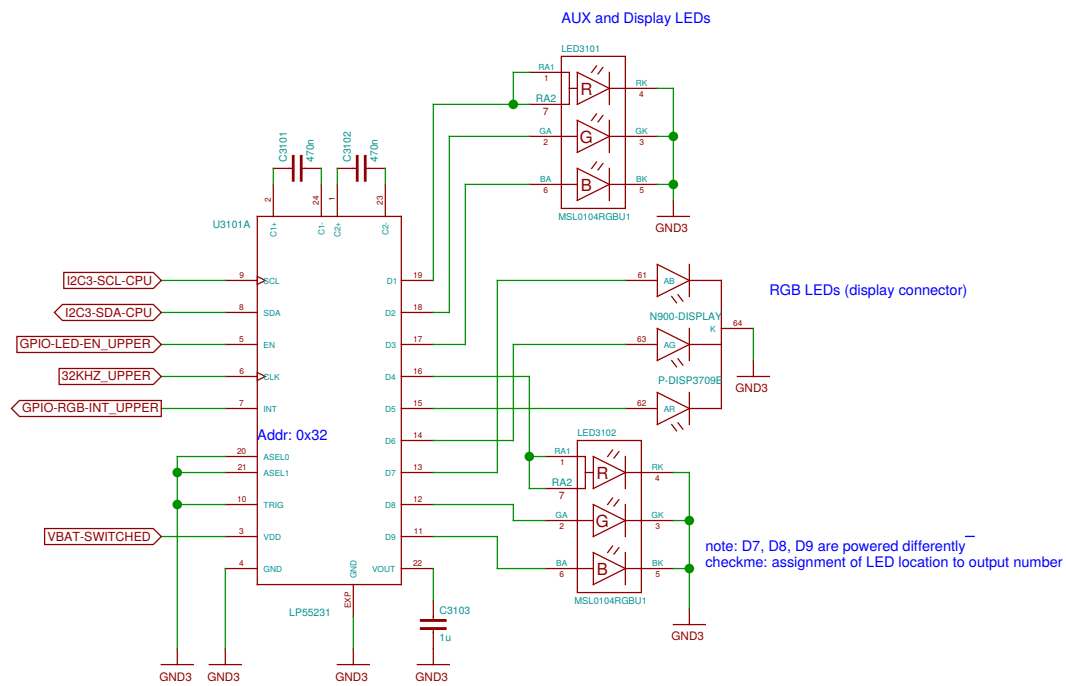 AUX and Display LEDs
LED3101
RA1
1
RA2
7
R
RK
4
GA
2
G
GK
3
BA
6
B
BK
5
MSL0104RGBU1
GND3
C3101
470n
C3102
470n
2
24
1
23
C1+
C1-
C2+
C2-
U3101A
I2C3-SCL-CPU
9
SCL
D1
19
I2C3-SDA-CPU
8
SDA
D2
18
GPIO-LED-EN_UPPER
5
EN
D3
17
32KHZ_UPPER
6
CLK
D4
16
GPIO-RGB-INT_UPPER
7
INT
D5
15
Addr: 0x32
D6
14
20
ASEL0
21
ASEL1
D7
13
10
TRIG
D8
12
VBAT-SWITCHED
3
VDD
D9
11
4
GND
GND
VOUT
22
EXP
LP55231
C3103
1u
GND3
GND3
GND3
GND3
61
AB
RGB LEDs (display connector)
N900-DISPLAY
K
64
63
AG
P-DISP3709E
GND3
62
AR
LED3102
RA1
1
RA2
7
R
RK
4
GA
2
G
GK
3
BA
6
B
BK
5
MSL0104RGBU1
GND3
note: D7, D8, D9 are powered differently
checkme: assignment of LED location to output number